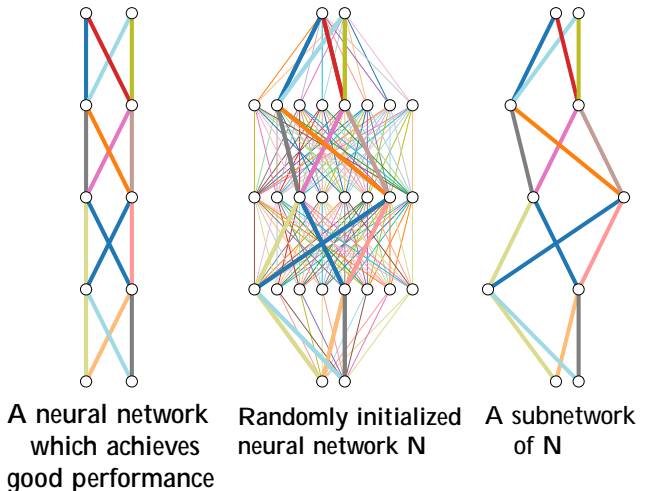 A neural network
which achieves
good performance
Randomly initialized
neural network N
A subnetwork
of N